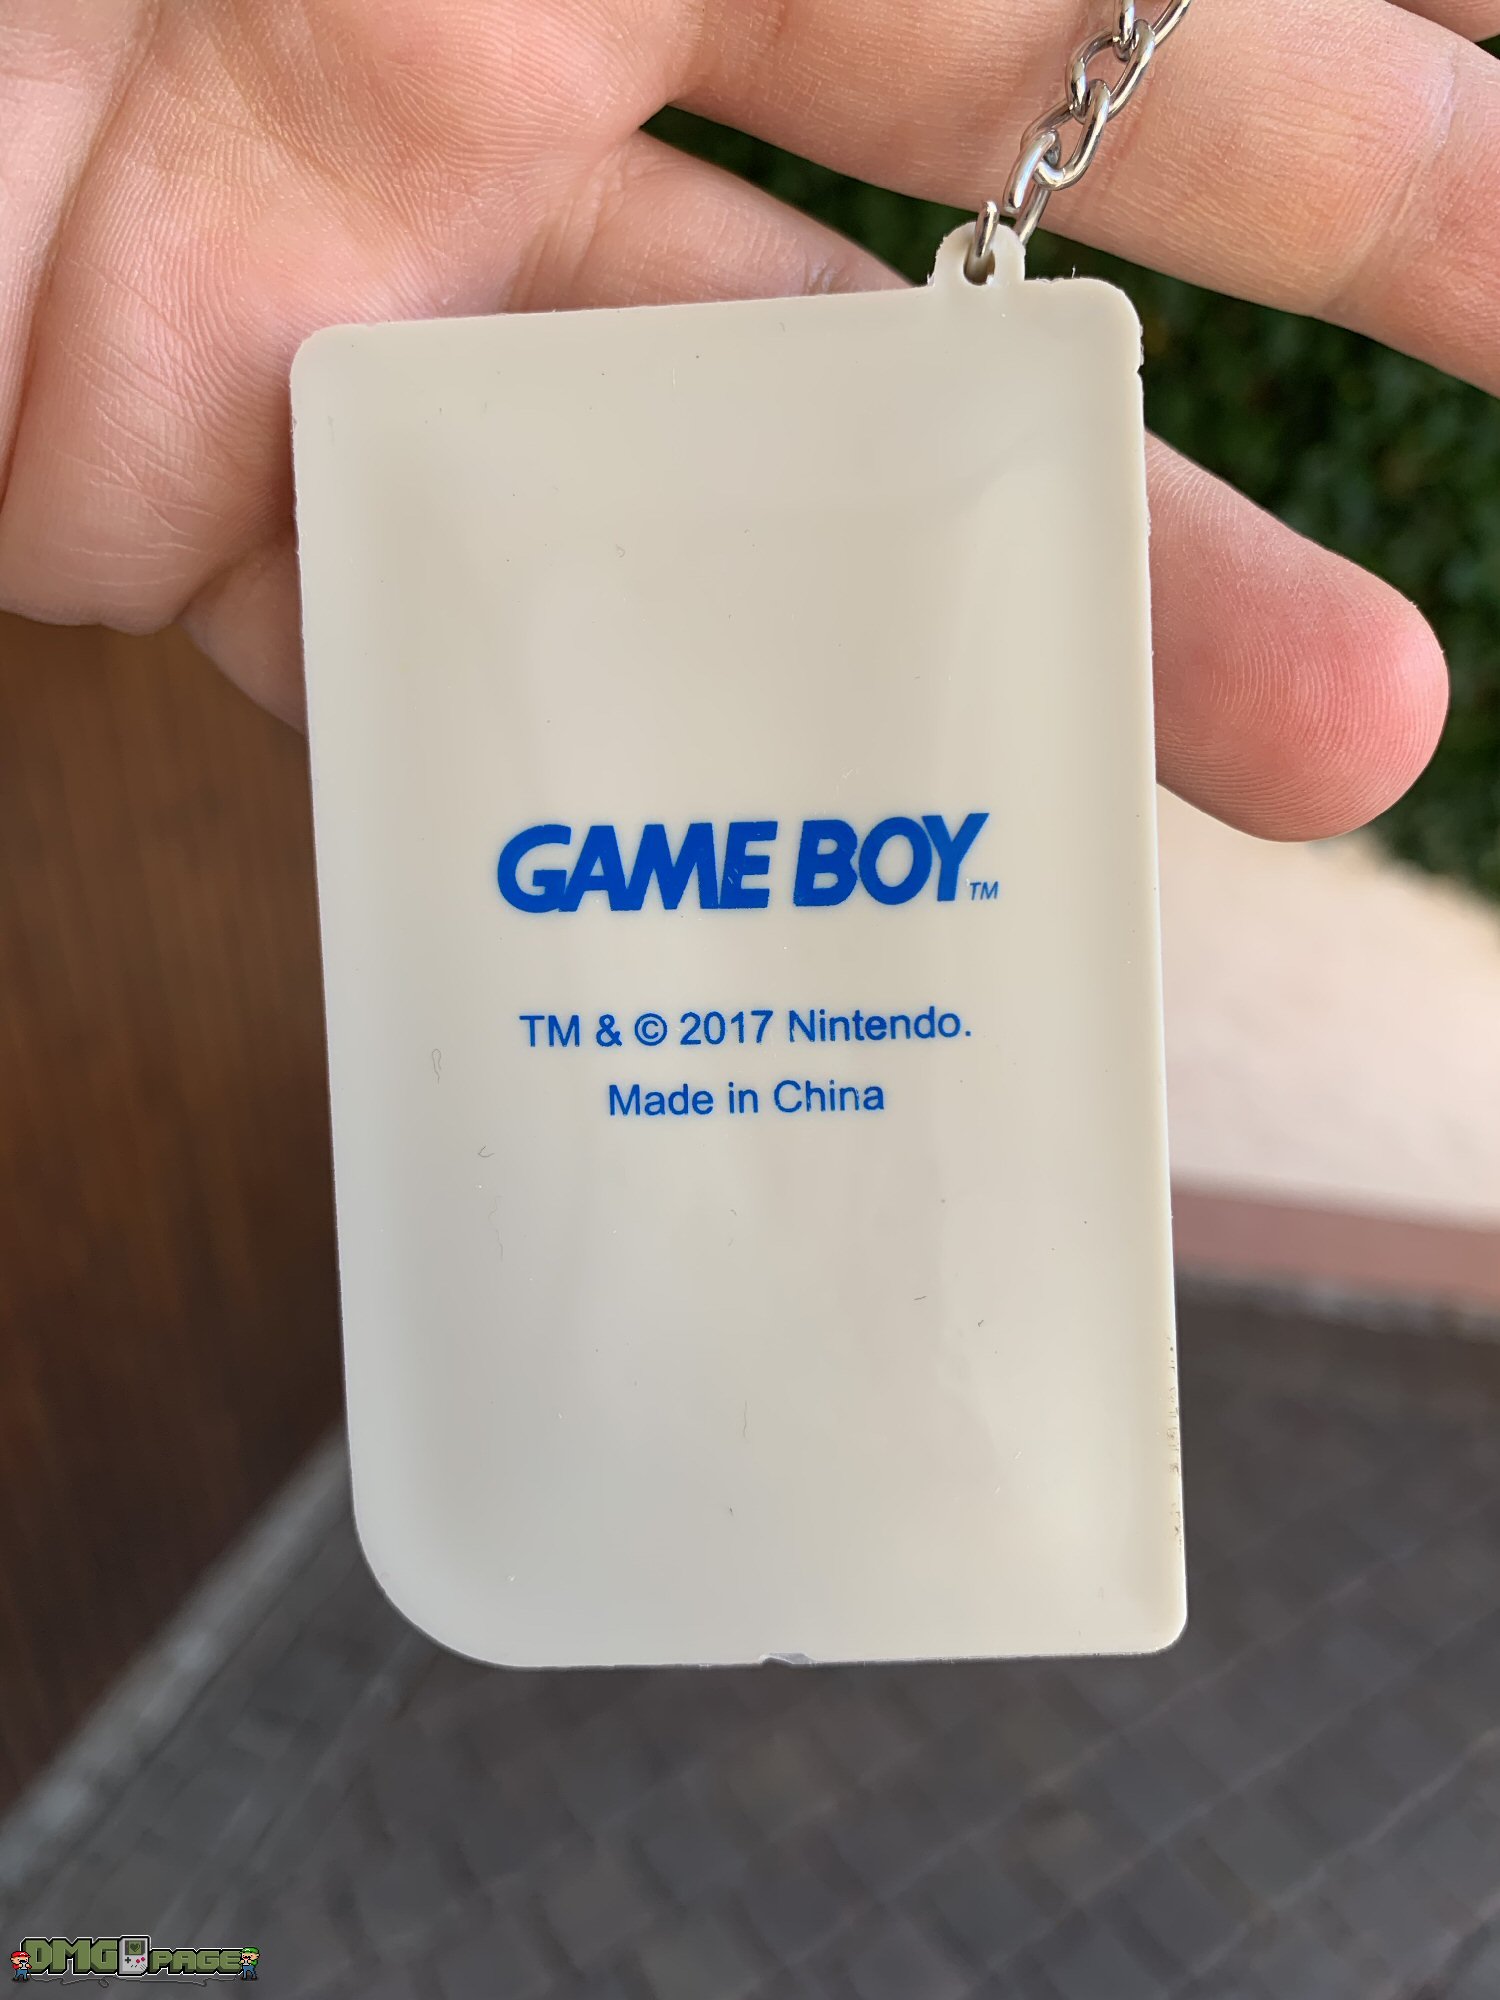 GAME BOY™
TM & © 2017 Nintendo.
Made in China
DMG PAGE